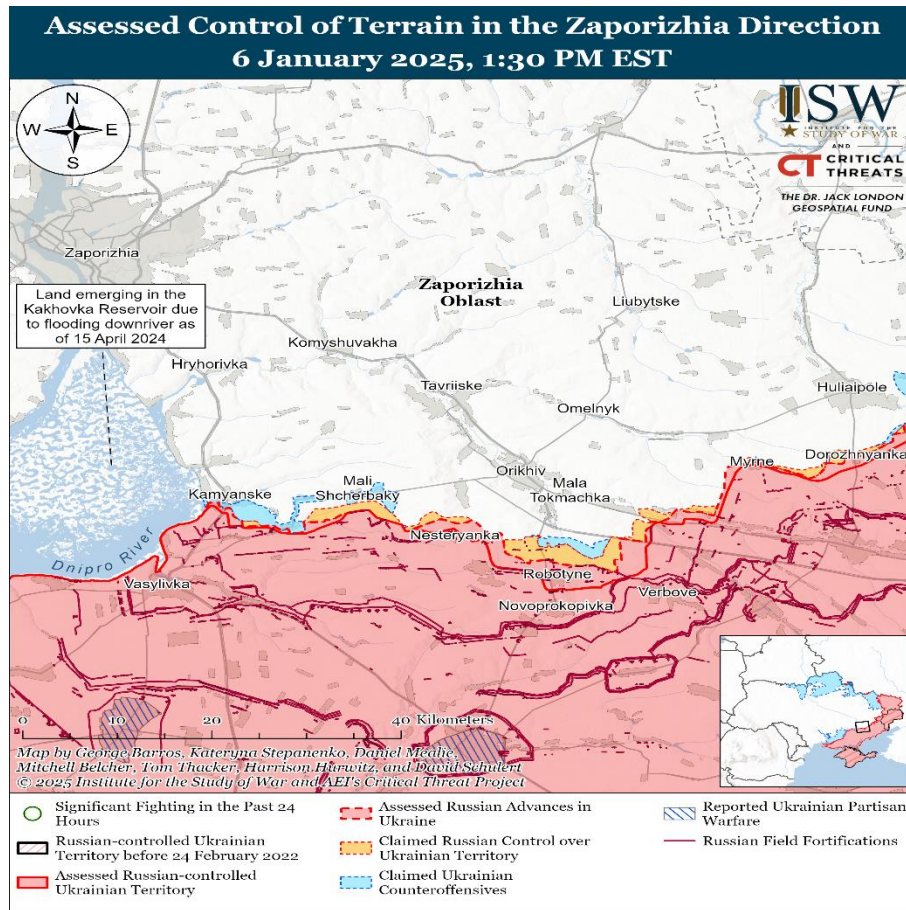 Assessed Control of Terrain in the Zaporizhia Direction
6 January 2025, 1:30 PM EST
N
W E
S
ISW
INSTITUTE FOR THE
STUDY OF WAR
AND
CT CRITICAL
THREATS
THE DR. JACK LONDON
GEOSPATIAL FUND
Zaporizhia
Land emerging in the
Kakhovka Reservoir due
to flooding downriver as
of 15 April 2024
Zaporizhia
Oblast
Liubytske
Komyshuvakha
Hryhorivka
Tavriiske
Huliaipole
Omelnyk
Orikhiv
Myrne
Dorozhnyanka
Mali
Shcherbaky
Mala
Tokmachka
Kamyanske
Nesteryanka
Dnipro River
Robotyne
Vasylivka
Verbove
Novoprokopivka
0 10 20 40 Kilometers
Map by George Barros, Kateryna Stepanenko, Daniel Mealie,
Mitchell Belcher, Tom Thacker, Harrison Hurwitz, and David Schulert
© 2025 Institute for the Study of War and AEI's Critical Threat Project
Significant Fighting in the Past 24
Hours
Russian-controlled Ukrainian
Territory before 24 February 2022
Assessed Russian-controlled
Ukrainian Territory
Assessed Russian Advances in
Ukraine
Claimed Russian Control over
Ukrainian Territory
Claimed Ukrainian
Counteroffensives
Reported Ukrainian Partisan
Warfare
Russian Field Fortifications